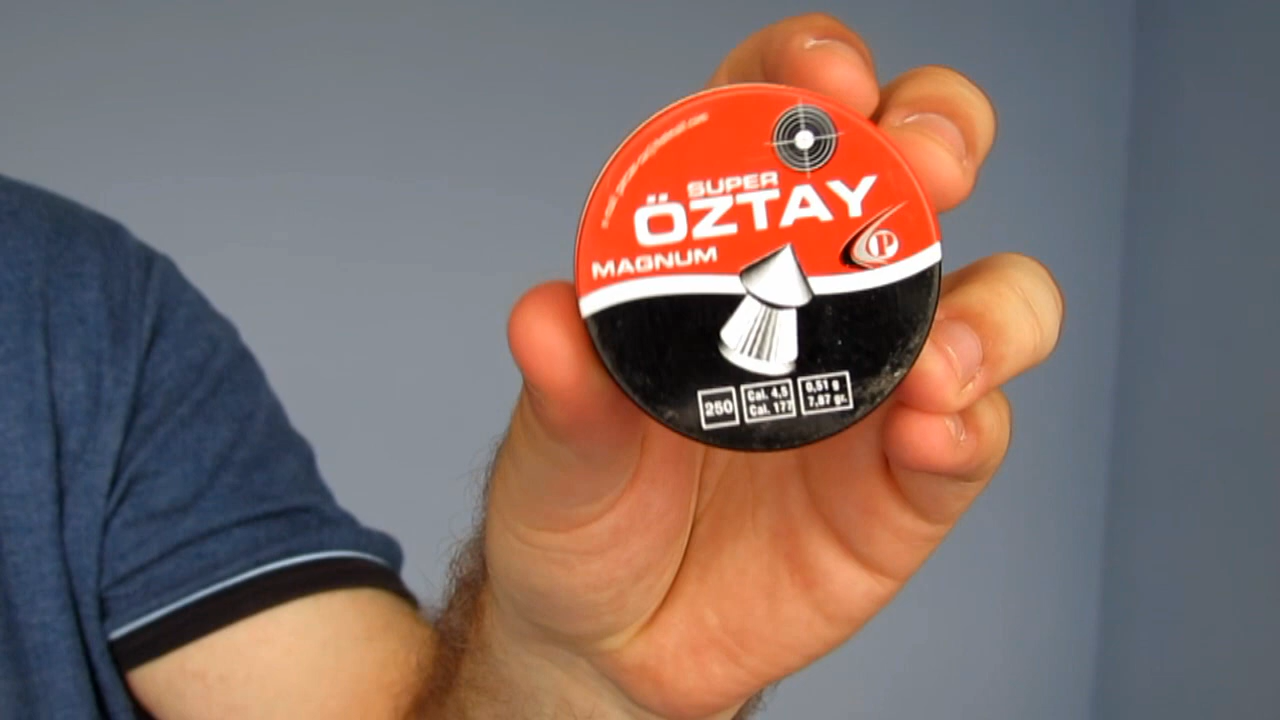 SUPER
ÖZTAY
MAGNUM
P
250
Cal. 4,5
Cal. 177
0,51 g
7,87 gr.